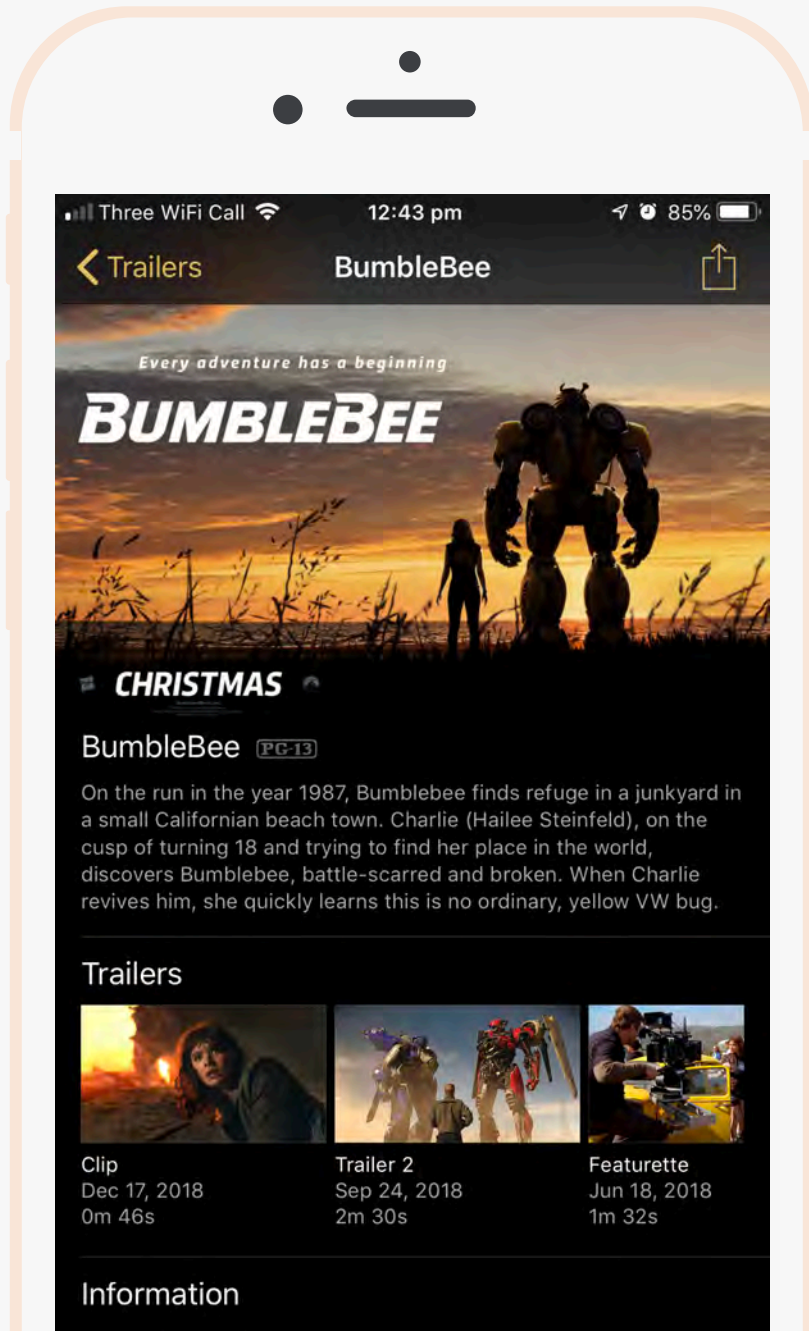 Three WiFi Call 12:43 pm 85%
Trailers BumbleBee
Every adventure has a beginning
BUMBLEBEE
CHRISTMAS
BumbleBee PG-13
On the run in the year 1987, Bumblebee finds refuge in a junkyard in
a small Californian beach town. Charlie (Hailee Steinfeld), on the
cusp of turning 18 and trying to find her place in the world,
discovers Bumblebee, battle-scarred and broken. When Charlie
revives him, she quickly learns this is no ordinary, yellow VW bug.
Trailers
Clip Trailer 2 Featurette
Dec 17, 2018 Sep 24, 2018 Jun 18, 2018
0m 46s 2m 30s 1m 32s
Information